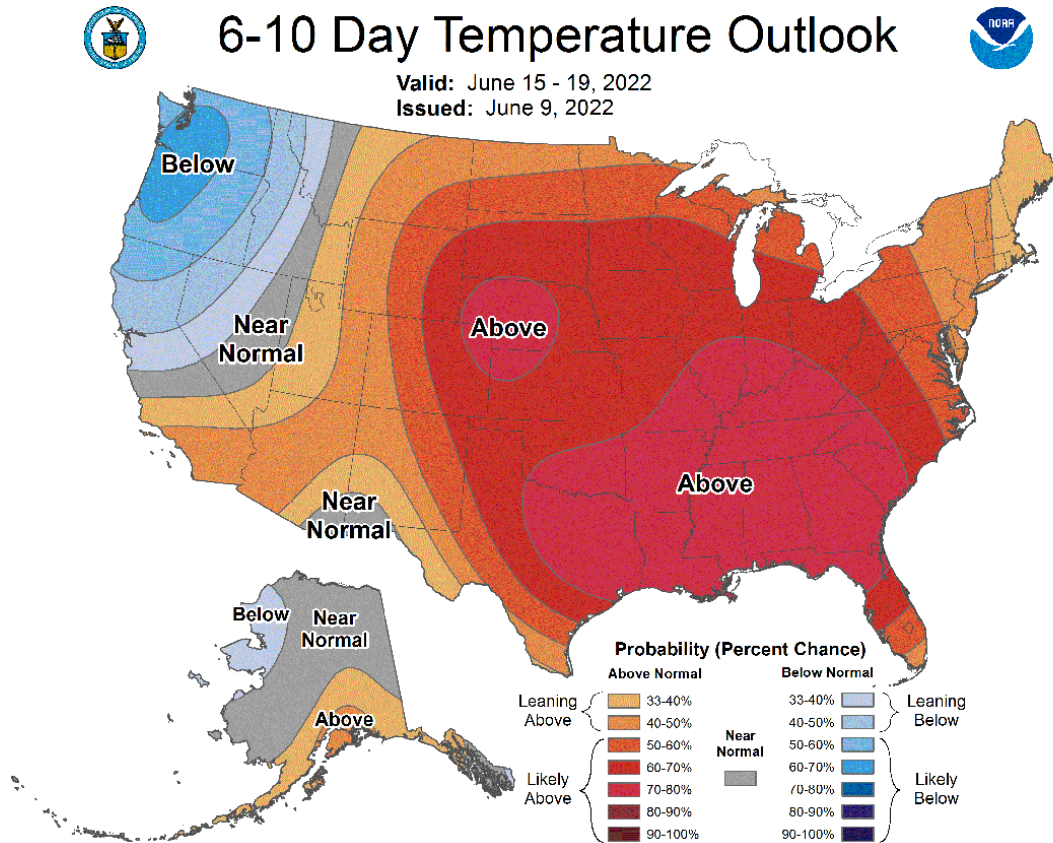 6-10 Day Temperature Outlook
NOAA
Valid: June 15 - 19, 2022
Issued: June 9, 2022
Below
Near
Normal
Above
Near
Normal
Above
Below
Near
Normal
Above
Probability (Percent Chance)
Above Normal
Below Normal
Leaning
Above
33-40%
40-50%
Likely
Above
50-60%
60-70%
70-80%
80-90%
90-100%
Near
Normal
33-40%
40-50%
Leaning
Below
50-60%
60-70%
70-80%
80-90%
90-100%
Likely
Below